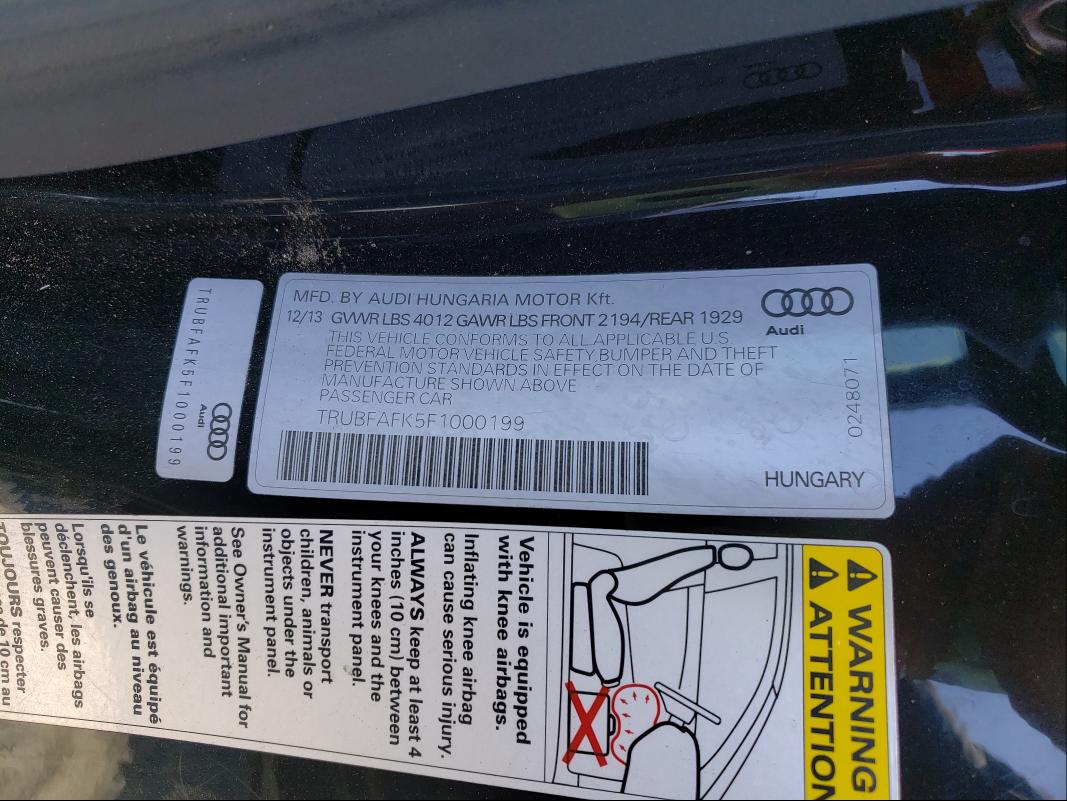 MFD. BY AUDI HUNGARIA MOTOR Kft.
12/13 GVWR LBS 4012 GAWR LBS FRONT 2194/REAR 1929
THIS VEHICLE CONFORMS TO ALL APPLICABLE U.S.
FEDERAL MOTOR VEHICLE SAFETY,BUMPER AND THEFT
PREVENTION STANDARDS IN EFFECT ON THE DATE OF
MANUFACTURE SHOWN ABOVE
PASSENGER CAR
TRUBFAFK5F1000199
Audi
0248071
HUNGARY
TRUBFAFK5F1000199
Audi
WARNING
ATTENTION
Vehicle is equipped
with knee airbags.
Inflating knee airbag
can cause serious injury.
ALWAYS keep at least 4
inches (10 cm) between
your knees and the
instrument panel.
NEVER transport
children, animals or
objects under the
instrument panel.
See Owner's Manual for
additional important
information and
warnings.
Le véhicule est équipé
d'un airbag au niveau
des genoux.
Lorsqu'ils se
déclenchent, les airbags
peuvent causer des
blessures graves.
TOUJOURS respecter
de 10 cm au